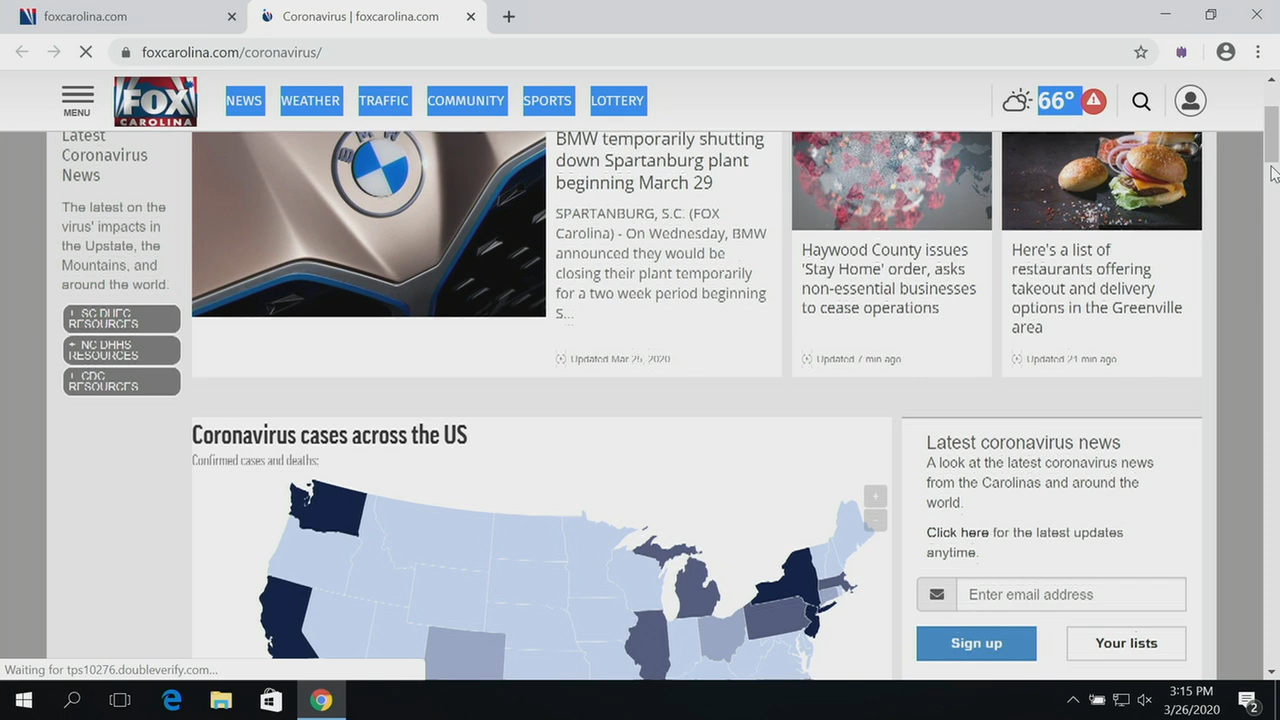 foxcarolina.com
Coronavirus | foxcarolina.com
foxcarolina.com/coronavirus/
MENU
FOX
CAROLINA
NEWS
WEATHER
TRAFFIC
COMMUNITY
SPORTS
LOTTERY
66°
Latest
Coronavirus
News
The latest on the
virus' impacts in
the Upstate, the
Mountains, and
around the world.
+ SC DHEC
RESOURCES
+ NC DHHS
RESOURCES
+ CDC
RESOURCES
BMW temporarily shutting
down Spartanburg plant
beginning March 29
SPARTANBURG, S.C. (FOX
Carolina) - On Wednesday, BMW
announced they would be
closing their plant temporarily
for a two week period beginning
s...
Updated Mar 25, 2020
Haywood County issues
'Stay Home' order, asks
non-essential businesses
to cease operations
Updated 7 min ago
Here's a list of
restaurants offering
takeout and delivery
options in the Greenville
area
Updated 21 min ago
Coronavirus cases across the US
Confirmed cases and deaths:
+
-
Latest coronavirus news
A look at the latest coronavirus news
from the Carolinas and around the
world.
Click here for the latest updates
anytime.
Enter email address
Sign up
Your lists
Waiting for tps10276.doubleverify.com...
3:15 PM
3/26/2020
2